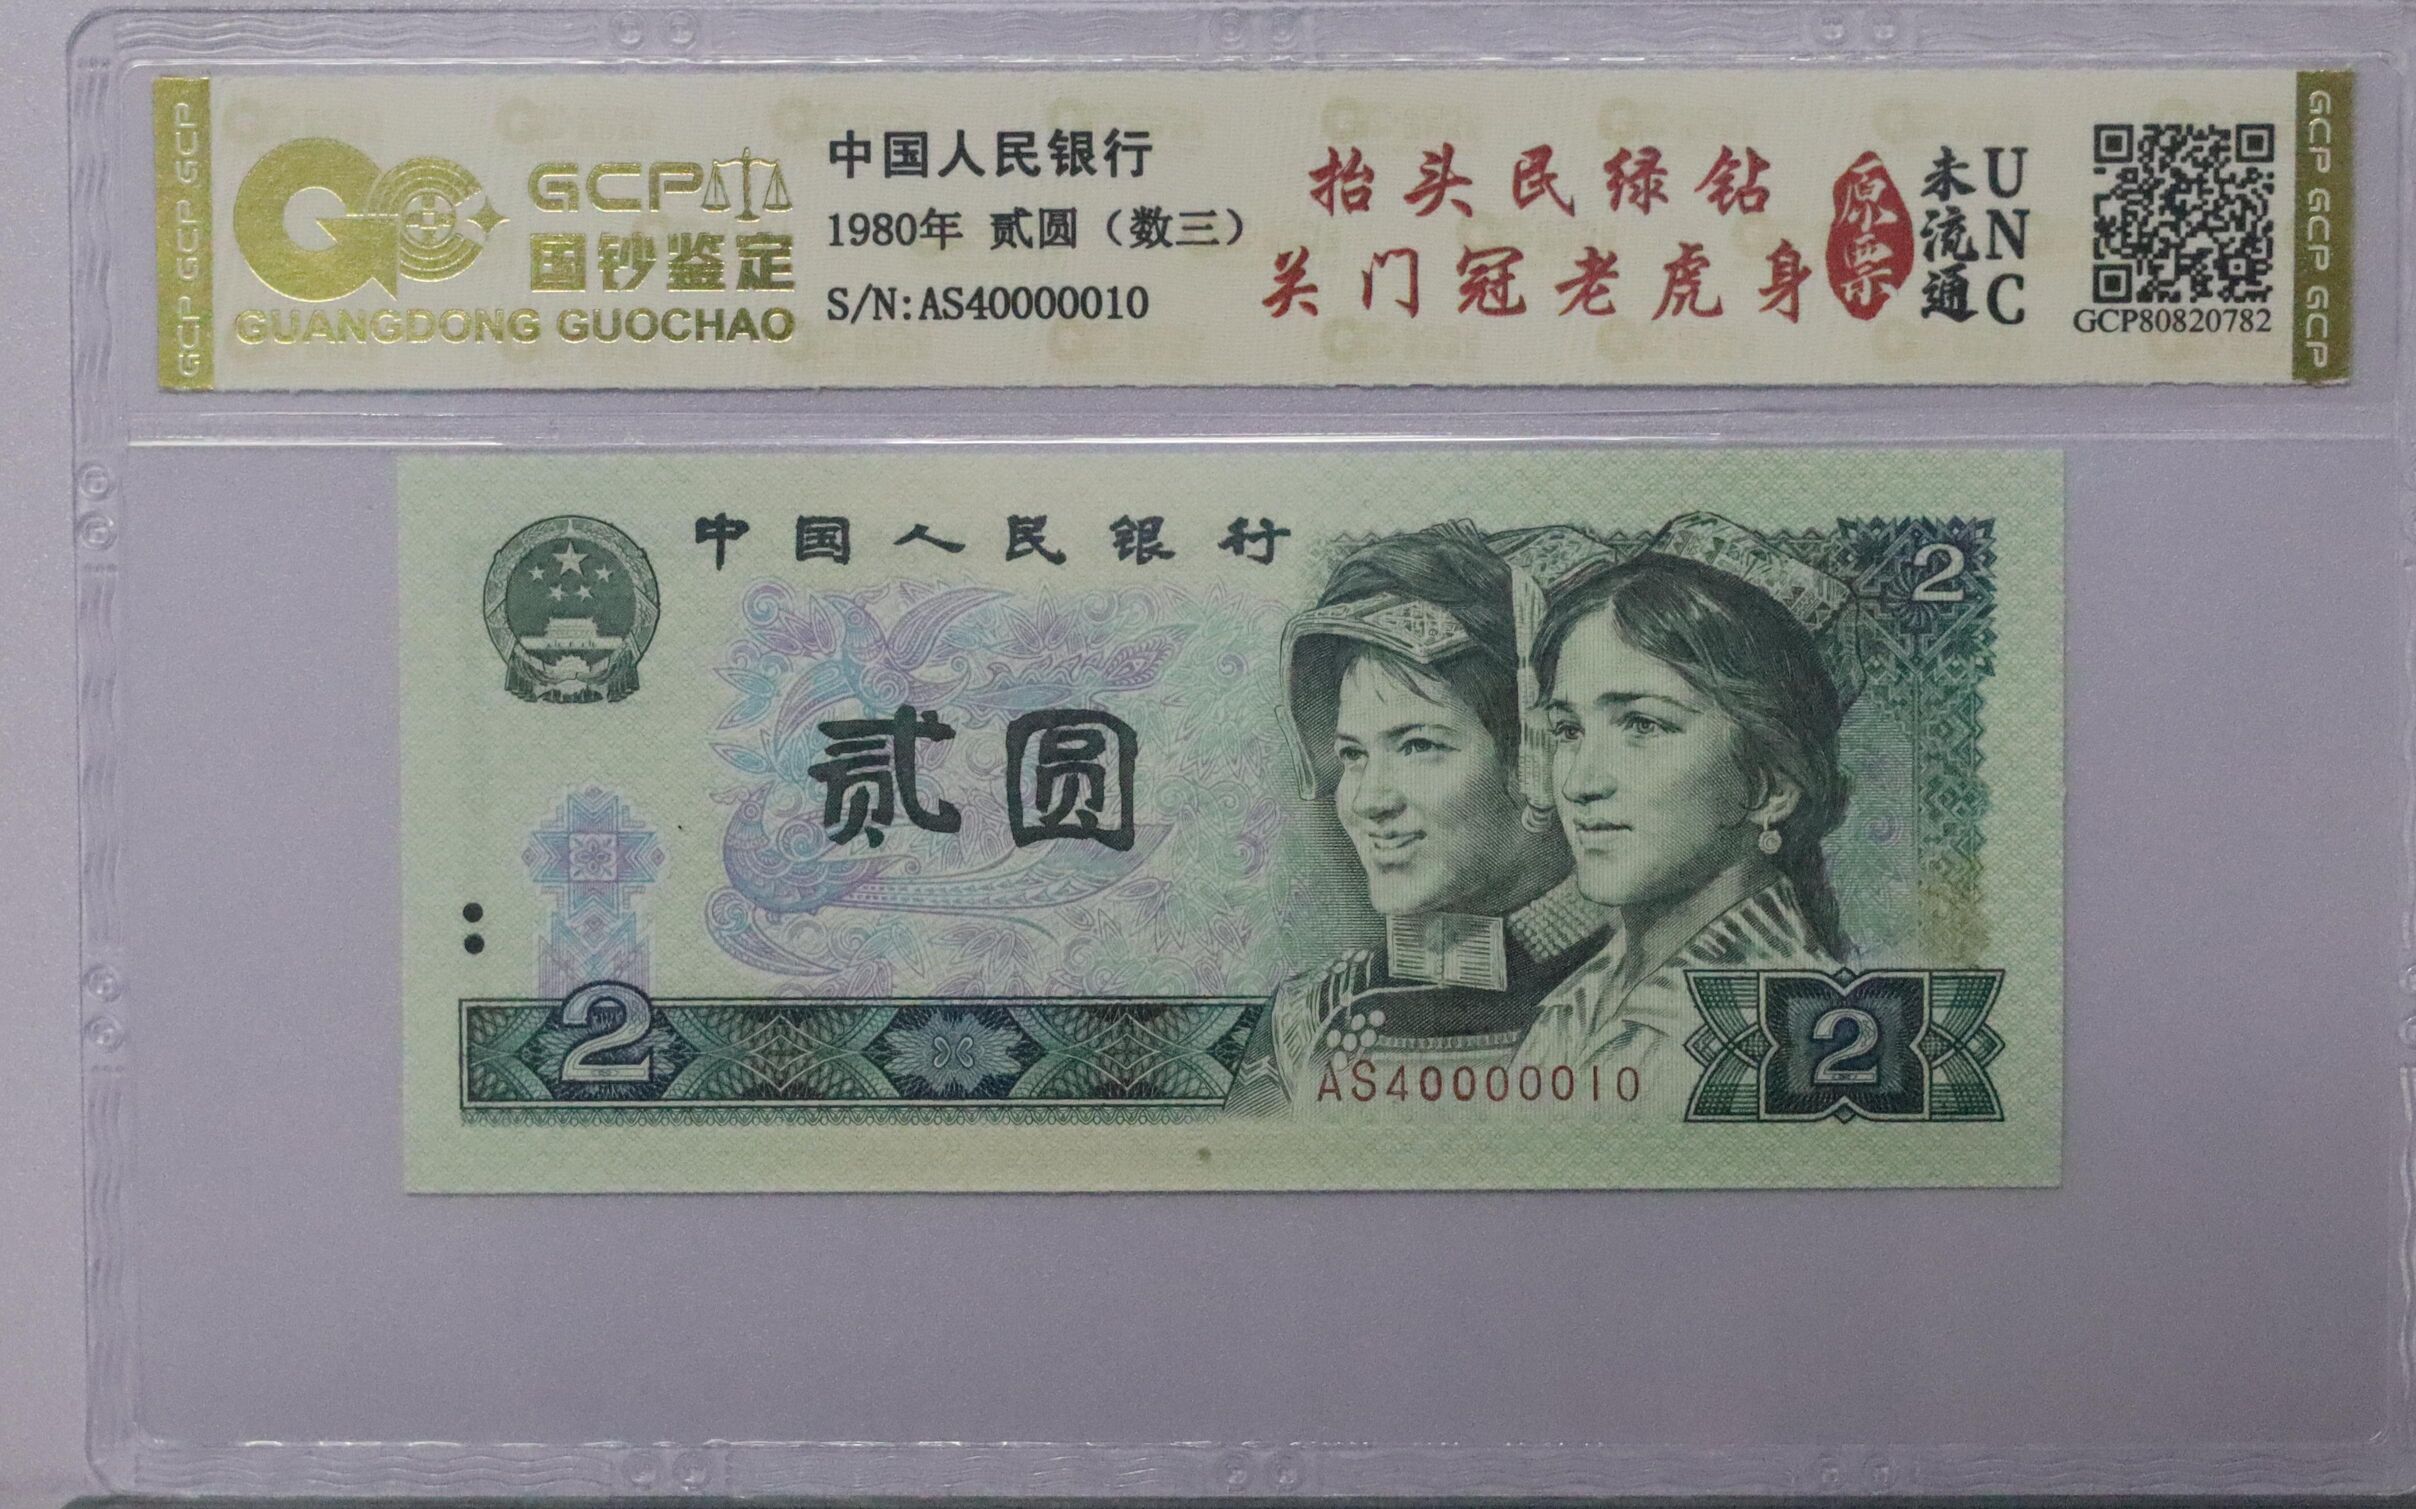 GCP GCP GCP
GCP
国钞鉴定
GUANGDONG GUOCHAO
中国人民银行
1980年 贰圆（数三）
S/N:AS40000010
抬头民绿钻
关门冠老虎身
原票
未流通
UNC
GCP80820782
GCP GCP GCP
中国人民银行
2
贰圆
2
AS40000010
2